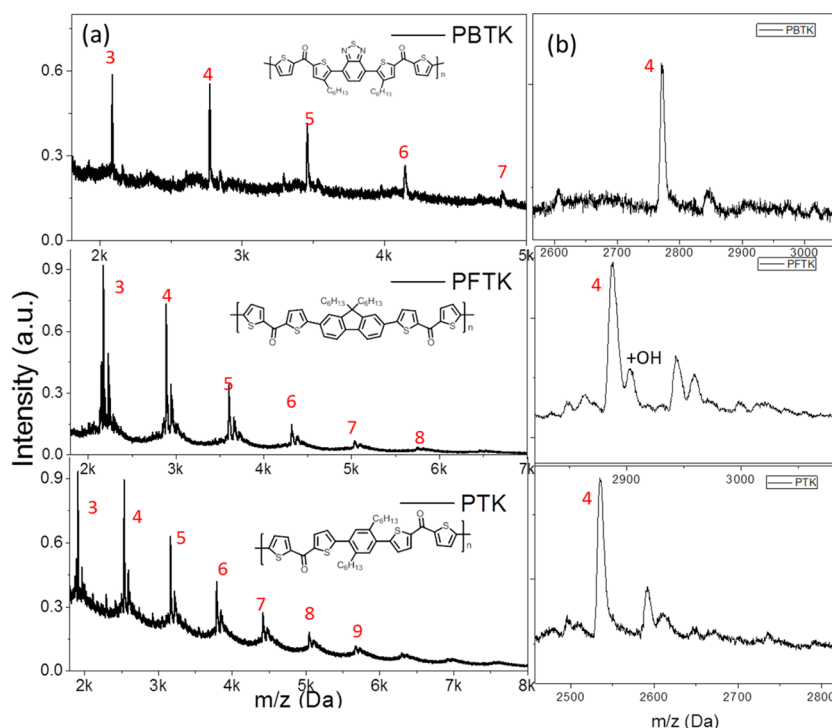 (a)
PBTK
3
4
5
6
7
0.6
0.3
0.0
2k
3k
4k
5k
N
S
N
S
O
S
S
O
S
C6H13
C6H13
n
PFTK
3
4
5
6
7
8
0.9
0.6
0.3
0.0
2k
3k
4k
5k
6k
7k
C6H13
C6H13
S
O
S
S
O
S
n
PTK
3
4
5
6
7
8
9
0.9
0.6
0.3
0.0
2k
3k
4k
5k
6k
7k
8k
C6H13
C6H13
S
O
S
S
O
S
n
Intensity (a.u.)
m/z (Da)
(b)
PBTK
4
2600
2700
2800
2900
3000
PFTK
4
+OH
2900
3000
PTK
4
2500
2600
2700
2800
m/z (Da)